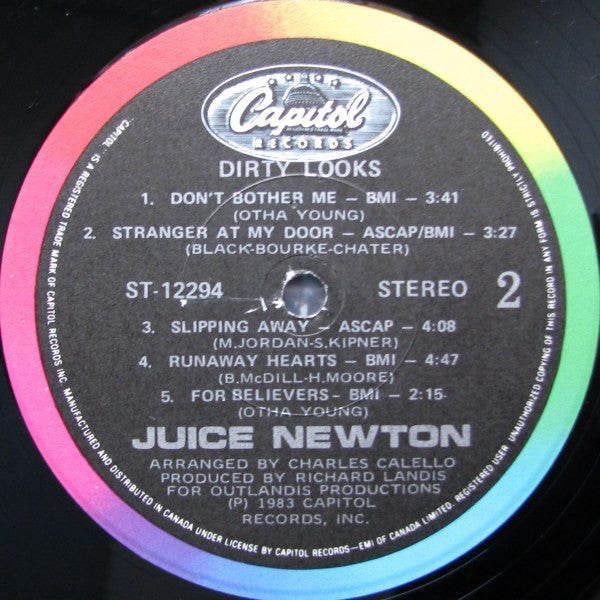 Capitol
RECORDS
DIRTY LOOKS
1. DON'T BOTHER ME – BMI – 3:41
(OTHA YOUNG)
2. STRANGER AT MY DOOR – ASCAP/BMI – 3:27
(BLACK-BOURKE-CHATER)
ST-12294 STEREO 2
3. SLIPPING AWAY – ASCAP – 4:08
(M.JORDAN-S.KIPNER)
4. RUNAWAY HEARTS – BMI – 4:47
(B.McDILL-H.MOORE)
5. FOR BELIEVERS- BMI – 2:15
(OTHA YOUNG)
JUICE NEWTON
ARRANGED BY CHARLES CALELLO
PRODUCED BY RICHARD LANDIS
FOR OUTLANDIS PRODUCTIONS
(P) 1983 CAPITOL
RECORDS, INC.
CAPITOL IS A REGISTERED TRADE MARK OF CAPITOL RECORDS INC. MANUFACTURED AND DISTRIBUTED IN CANADA UNDER LICENSE BY CAPITOL RECORDS—EMI OF CANADA LIMITED. REGISTERED USER. UNAUTHORIZED COPYING OF THIS RECORD IN ANY FORM IS STRICTLY PROHIBITED